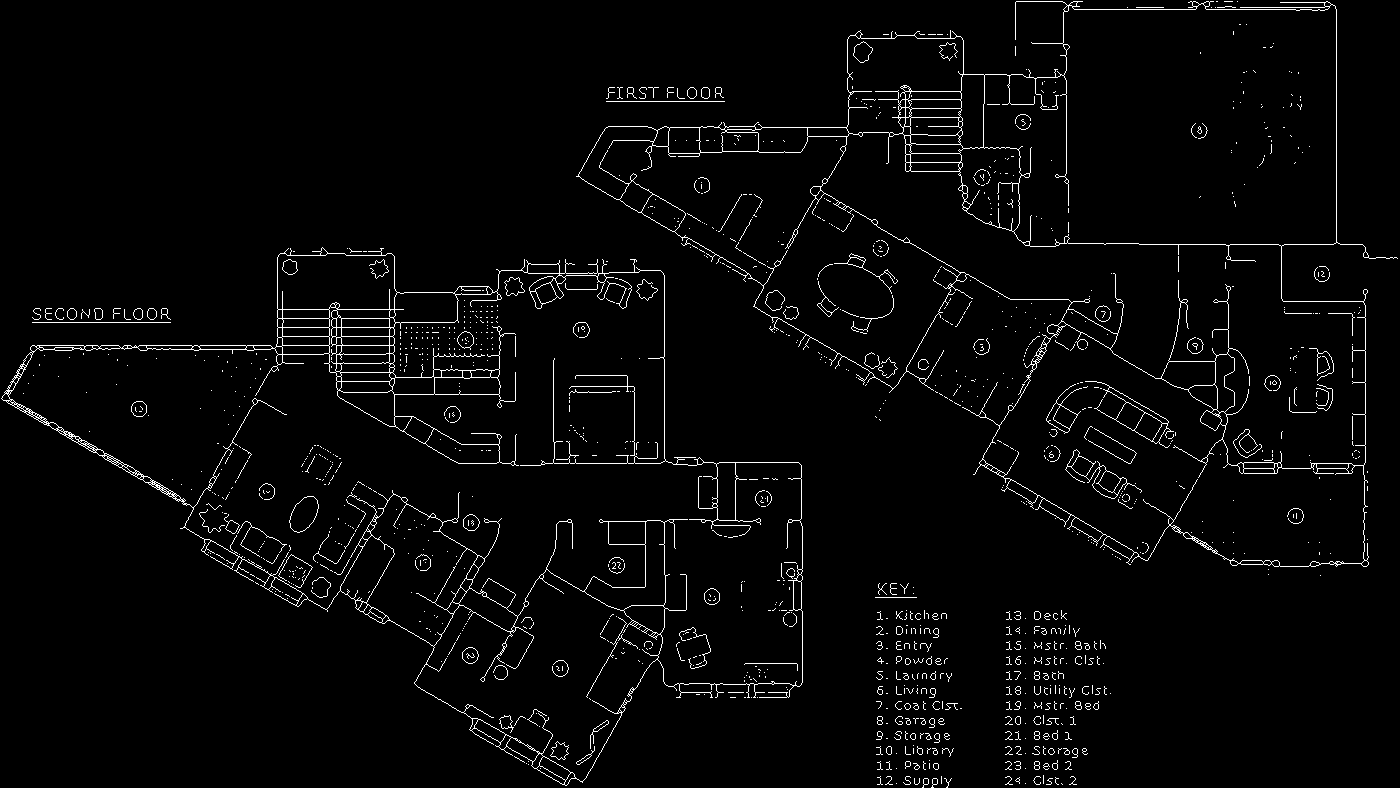 FIRST FLOOR
SECOND FLOOR
1
2
3
4
5
6
7
8
9
10
11
12
13
14
15
16
17
18
19
20
21
22
23
24
KEY:
1. Kitchen
2. Dining
3. Entry
4. Powder
5. Laundry
6. Living
7. Coat Clst.
8. Garage
9. Storage
10. Library
11. Patio
12. Supply
13. Deck
14. Family
15. Mstr. Bath
16. Mstr. Clst.
17. Bath
18. Utility Clst.
19. Mstr. Bed
20. Clst. 1
21. Bed 1
22. Storage
23. Bed 2
24. Clst. 2